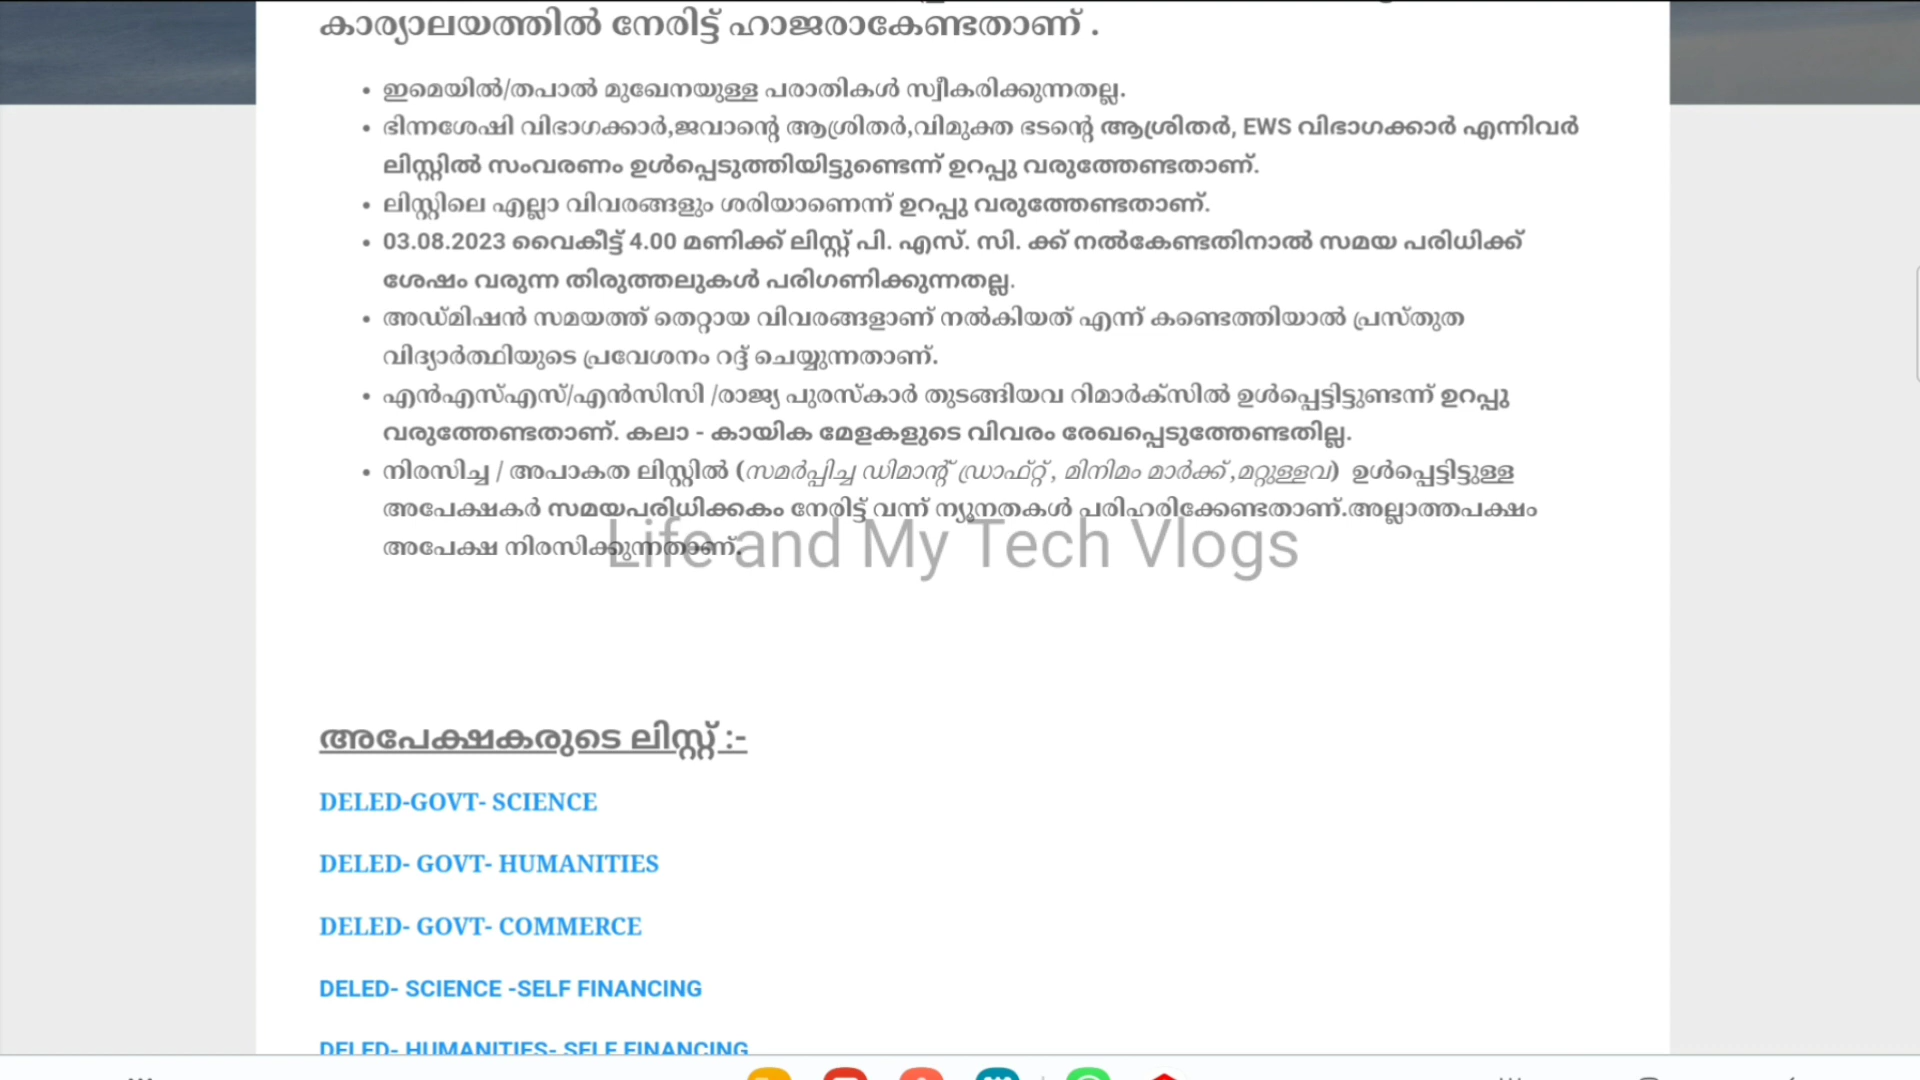 കാര്യാലയത്തിൽ നേരിട്ട് ഹാജരാകേണ്ടതാണ് .
• ഇമെയിൽ/തപാൽ മുഖേനയുള്ള പരാതികൾ സ്വീകരിക്കുന്നതല്ല.
• ഭിന്നശേഷി വിഭാഗക്കാർ,ജവാന്റെ ആശ്രിതർ,വിമുക്ത ഭടന്റെ ആശ്രിതർ, EWS വിഭാഗക്കാർ എന്നിവർ
ലിസ്റ്റിൽ സംവരണം ഉൾപ്പെടുത്തിയിട്ടുണ്ടെന്ന് ഉറപ്പു വരുത്തേണ്ടതാണ്.
• ലിസ്റ്റിലെ എല്ലാ വിവരങ്ങളും ശരിയാണെന്ന് ഉറപ്പു വരുത്തേണ്ടതാണ്.
• 03.08.2023 വൈകീട്ട് 4.00 മണിക്ക് ലിസ്റ്റ് പി. എസ്. സി. ക്ക് നൽകേണ്ടതിനാൽ സമയ പരിധിക്ക്
ശേഷം വരുന്ന തിരുത്തലുകൾ പരിഗണിക്കുന്നതല്ല.
• അഡ്മിഷൻ സമയത്ത് തെറ്റായ വിവരങ്ങളാണ് നൽകിയത് എന്ന് കണ്ടെത്തിയാൽ പ്രസ്തുത
വിദ്യാർത്ഥിയുടെ പ്രവേശനം റദ്ദ് ചെയ്യുന്നതാണ്.
• എൻഎസ്എസ്/എൻസിസി /രാജ്യ പുരസ്കാർ തുടങ്ങിയവ റിമാർക്സിൽ ഉൾപ്പെട്ടിട്ടുണ്ടന്ന് ഉറപ്പു
വരുത്തേണ്ടതാണ്. കലാ - കായിക മേളകളുടെ വിവരം രേഖപ്പെടുത്തേണ്ടതില്ല.
• നിരസിച്ച / അപാകത ലിസ്റ്റിൽ (സമർപ്പിച്ച ഡിമാന്റ് ഡ്രാഫ്റ്റ് , മിനിമം മാർക്ക് ,മറ്റുള്ളവ) ഉൾപ്പെട്ടിട്ടുള്ള
അപേക്ഷകർ സമയപരിധിക്കകം നേരിട്ട് വന്ന് ന്യൂനതകൾ പരിഹരിക്കേണ്ടതാണ്.അല്ലാത്തപക്ഷം
അപേക്ഷ നിരസിക്കുന്നതാണ്.
Life and My Tech Vlogs
അപേക്ഷകരുടെ ലിസ്റ്റ് :-
DELED-GOVT- SCIENCE
DELED- GOVT- HUMANITIES
DELED- GOVT- COMMERCE
DELED- SCIENCE -SELF FINANCING
DELED- HUMANITIES- SELF FINANCING